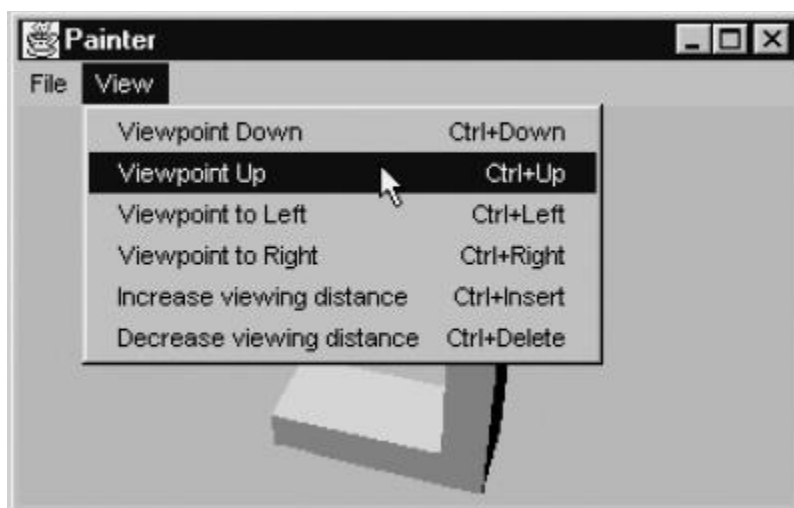 Painter
File View
Viewpoint Down Ctrl+Down
Viewpoint Up Ctrl+Up
Viewpoint to Left Ctrl+Left
Viewpoint to Right Ctrl+Right
Increase viewing distance Ctrl+Insert
Decrease viewing distance Ctrl+Delete